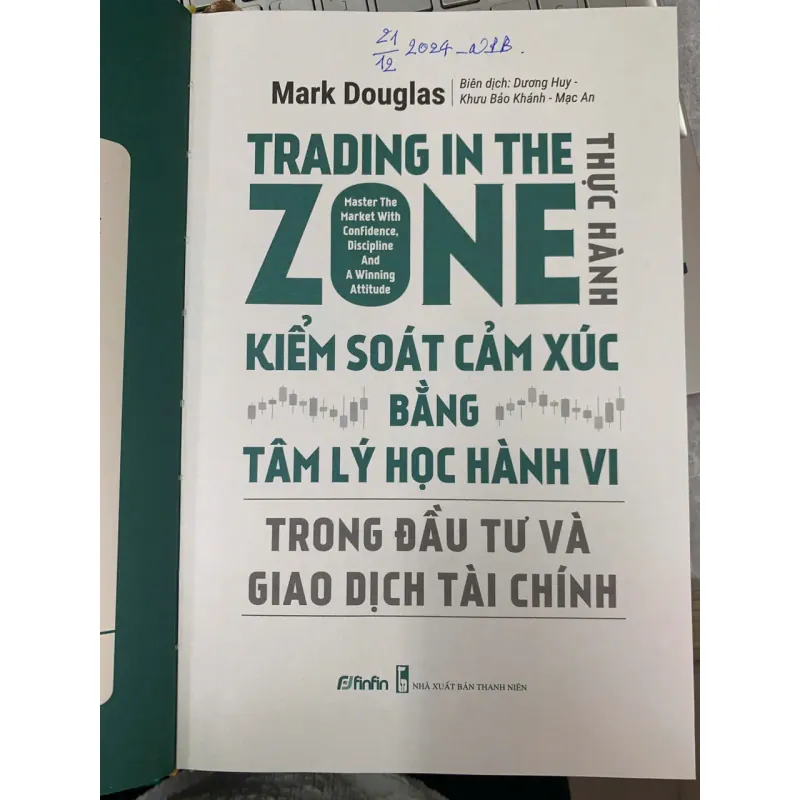 21
12 2024
Mark Douglas
Biên dịch: Dương Huy -
Khưu Bảo Khánh - Mạc An
TRADING IN THE
ZONE
Master The
Market With
Confidence,
Discipline
And
A Winning
Attitude
THỰC HÀNH
KIỂM SOÁT CẢM XÚC
BẰNG
TÂM LÝ HỌC HÀNH VI
TRONG ĐẦU TƯ VÀ
GIAO DỊCH TÀI CHÍNH
finfin
NHÀ XUẤT BẢN THANH NIÊN